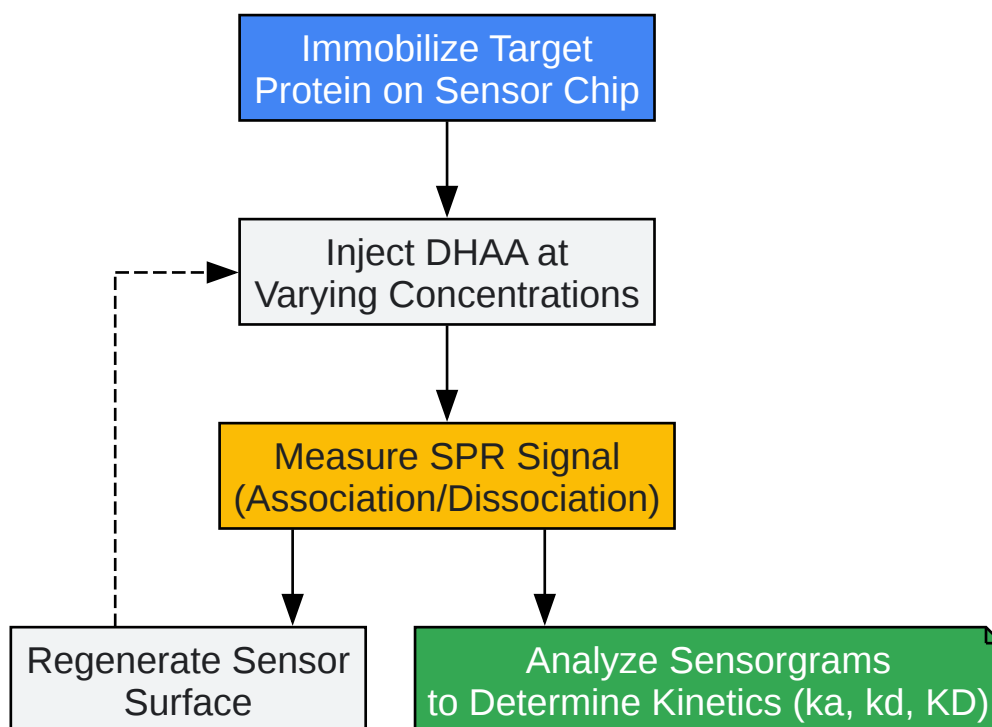 Immobilize Target
Protein on Sensor Chip
Inject DHAA at
Varying Concentrations
Measure SPR Signal
(Association/Dissociation)
Regenerate Sensor
Surface
Analyze Sensorgrams
to Determine Kinetics (ka, kd, KD)